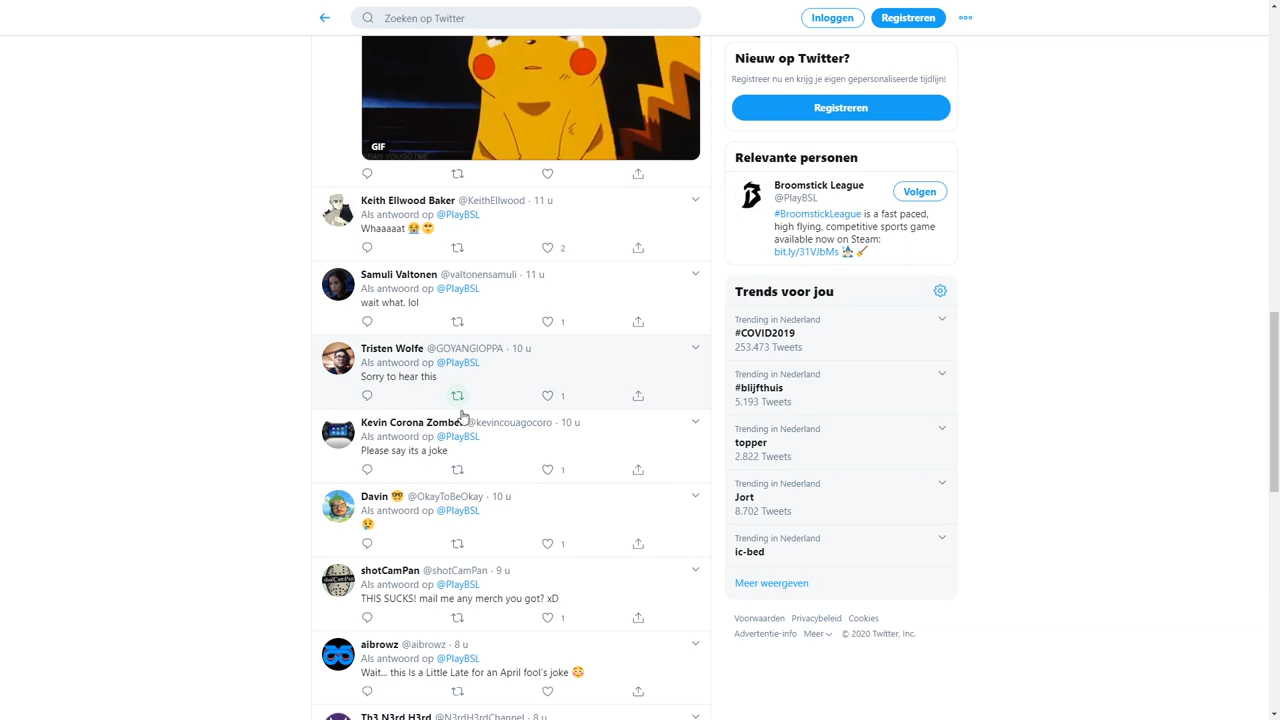 Zoeken op Twitter
Inloggen
Registreren
GIF
Keith Ellwood Baker @KeithEllwood · 11 u
Als antwoord op @PlayBSL
Whaaaaat 😭🙄
2
Samuli Valtonen @valtonensamuli · 11 u
Als antwoord op @PlayBSL
wait what. lol
1
Tristen Wolfe @GOYANGIOPPA · 10 u
Als antwoord op @PlayBSL
Sorry to hear this
1
Kevin Corona @kevincouagocoro · 10 u
Als antwoord op @PlayBSL
Please say its a joke
1
Davin 🤓 @OkayToBeOkay · 10 u
Als antwoord op @PlayBSL
😢
1
shotCamPan @shotCamPan · 9 u
Als antwoord op @PlayBSL
THIS SUCKS! mail me any merch you got? xD
1
aibrowz @aibrowz · 8 u
Als antwoord op @PlayBSL
Wait... this Is a Little Late for an April fool's joke 😳
Th3 N3rd H3rd @N3rdH3rdChannel · 8 u
Nieuw op Twitter?
Registreer nu en krijg je eigen gepersonaliseerde tijdlijn!
Registreren
Relevante personen
Broomstick League
@PlayBSL
Volgen
#BroomstickLeague is a fast paced,
high flying, competitive sports game
available now on Steam:
bit.ly/31VJbMs 🧙🧹
Trends voor jou
Trending in Nederland
#COVID2019
253.473 Tweets
Trending in Nederland
#blijfthuis
5.193 Tweets
Trending in Nederland
topper
2.822 Tweets
Trending in Nederland
Jort
8.702 Tweets
Trending in Nederland
ic-bed
Meer weergeven
Voorwaarden Privacybeleid Cookies
Advertentie-info Meer © 2020 Twitter, Inc.